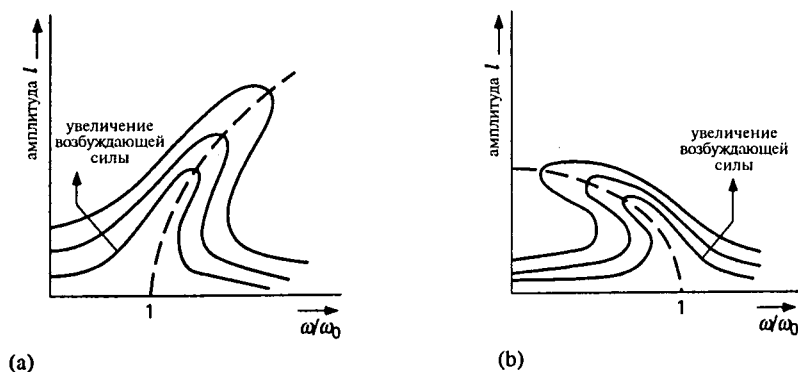 амплитуда l
увеличение
возбуждающей
силы
1
ω/ω₀
(a)
амплитуда l
увеличение
возбуждающей
силы
1
ω/ω₀
(b)